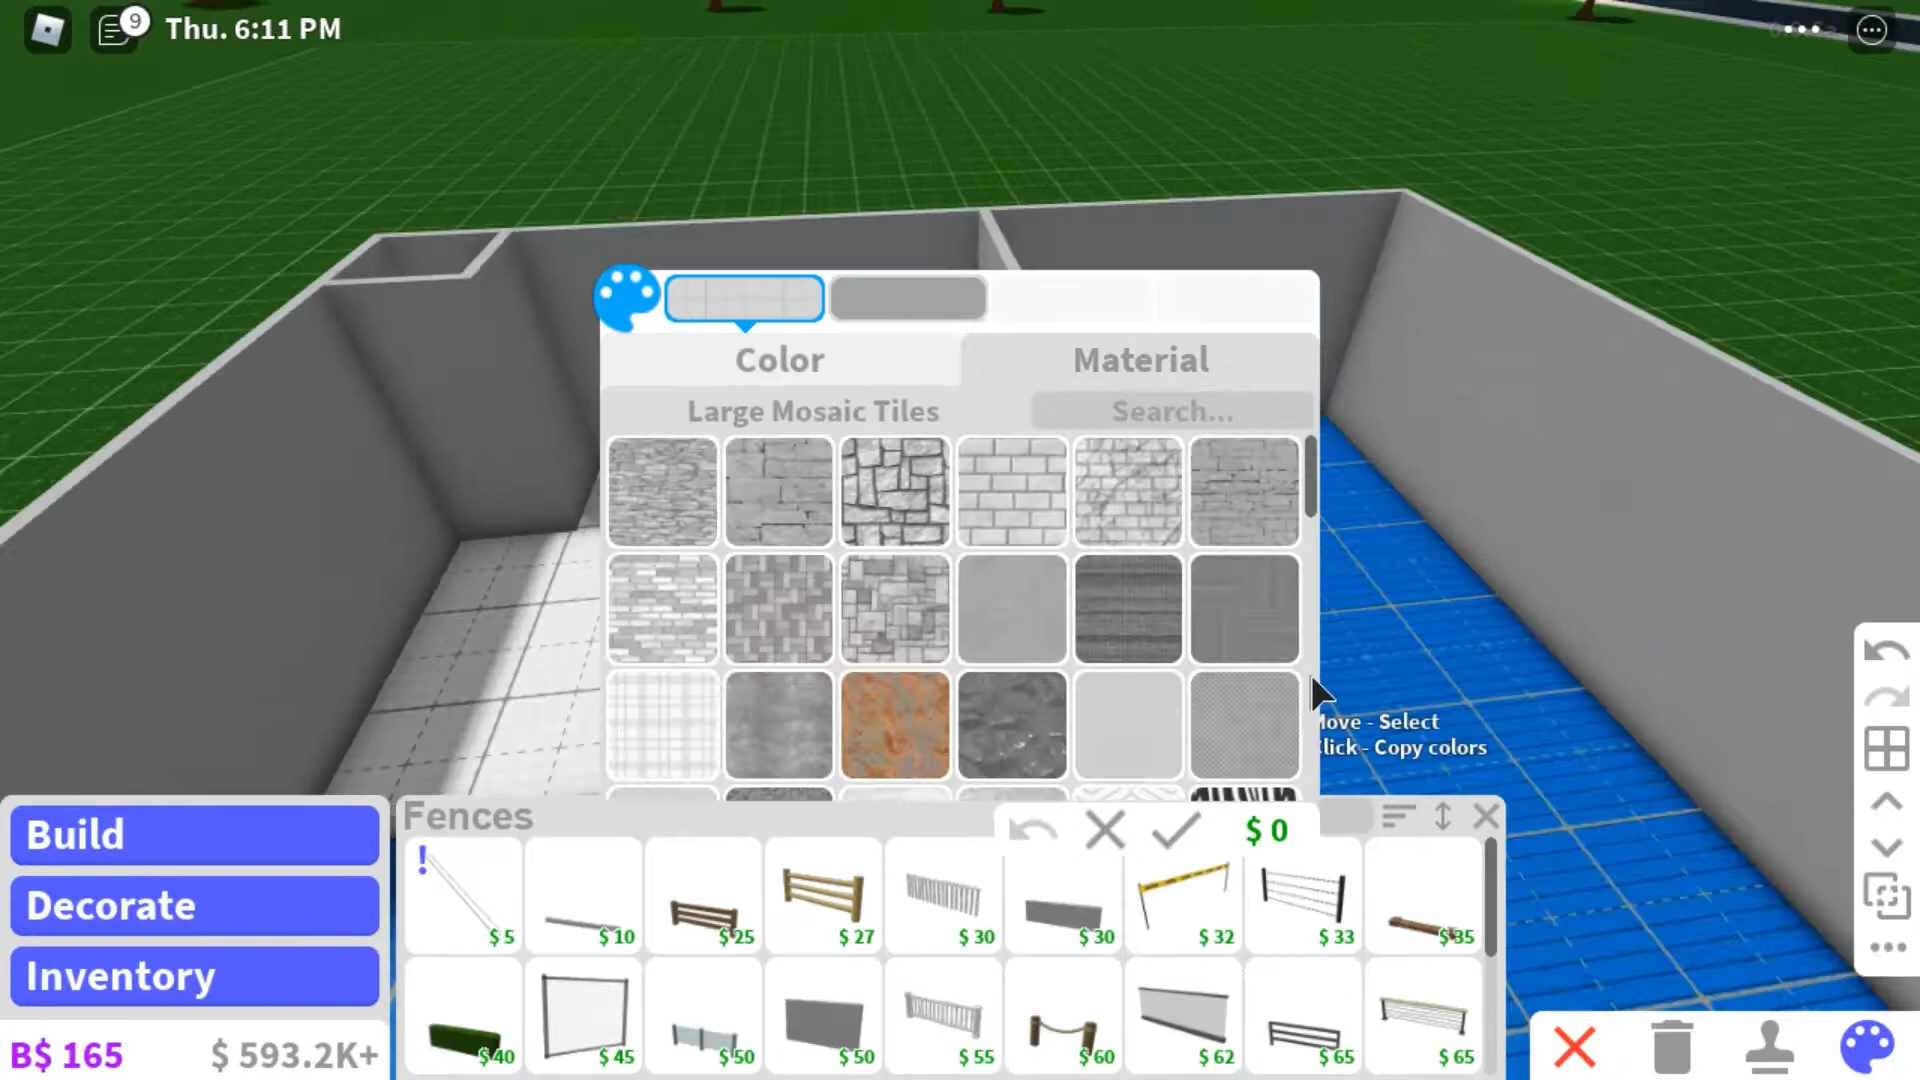 9
Thu. 6:11 PM
Color
Material
Large Mosaic Tiles
Search...
Move - Select
Click - Copy colors
Build
Decorate
Inventory
B$ 165
$ 593.2K+
Fences
$ 0
!
$ 5
$ 10
$ 25
$ 27
$ 30
$ 30
$ 32
$ 33
$ 35
$ 40
$ 45
$ 50
$ 50
$ 55
$ 60
$ 62
$ 65
$ 65